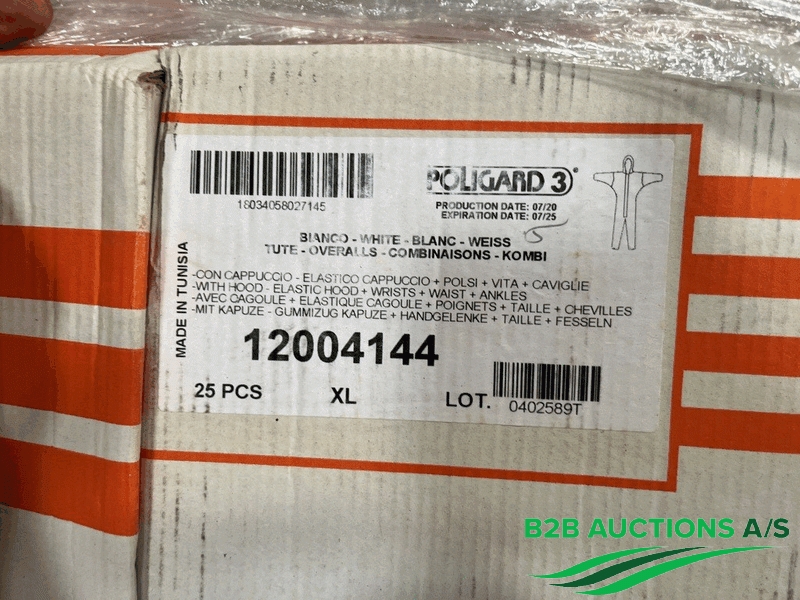 18034058027145
POLIGARD 3®
PRODUCTION DATE: 07/20
EXPIRATION DATE: 07/25
5
BIANCO - WHITE - BLANC - WEISS
TUTE - OVERALLS - COMBINAISONS - KOMBI
-CON CAPPUCCIO - ELASTICO CAPPUCCIO + POLSI + VITA + CAVIGLIE
-WITH HOOD - ELASTIC HOOD + WRISTS + WAIST + ANKLES
-AVEC CAGOULE + ELASTIQUE CAGOULE + POIGNETS + TAILLE + CHEVILLES
-MIT KAPUZE - GUMMIZUG KAPUZE + HANDGELENKE + TAILLE + FESSELN
MADE IN TUNISIA
12004144
25 PCS XL LOT. 0402589T
B2B AUCTIONS A/S